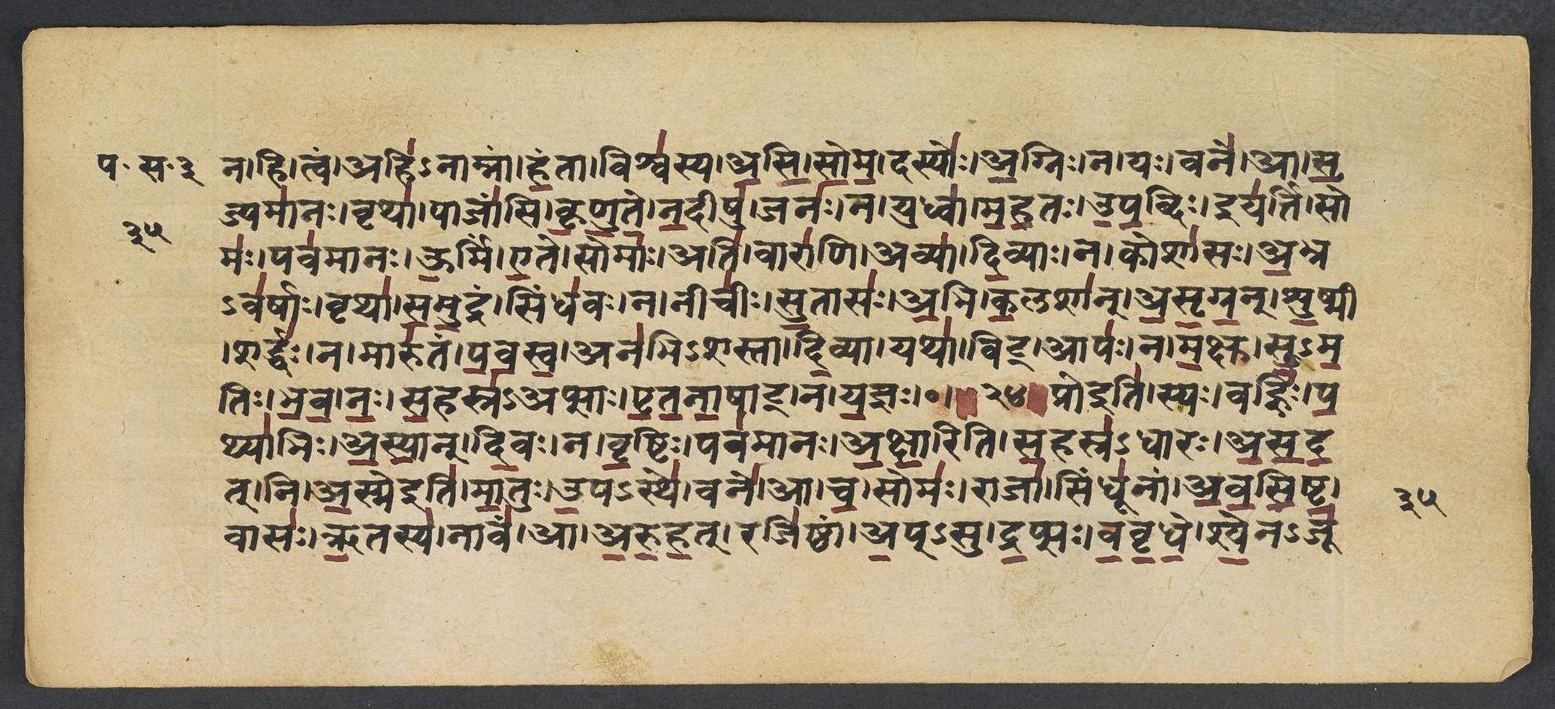 प॰ स॰ ३ न।हि।त्वं।अहिऽनाम्नां।हंता।विश्वस्य।असि।सोम।दस्योः।अग्निः।न।यः।वने।आ।सृ
ज्यमानः।वृथा।पाजांसि।कृणुते।नदीषु।जनः।न।युध्वा।महतः।उपब्दिः।इयर्ति।सो
३५
मः।पवमानः।ऊर्मिं।एते।सोमाः।अति।वाराणि।अव्या।दिव्याः।न।कोशासः।अभ्र
ऽवर्षाः।वृथा।समुद्रं।सिंधवः।न।नीचीः।सुतासः।अभि।कलशान्।असृग्रन्।शुष्मी
।शर्द्धः।न।मारुतं।पवस्व।अनभिऽशस्ता।दिव्या।यथा।विट्।आपः।न।मक्षु।सुऽम
तिः।भव।नः।सहस्रऽअप्साः।पृतनाषाट्।न।यज्ञः।०। २४ प्रो इति।स्यः।वह्निः।प
थ्याभिः।अस्यान्।दिवः।न।वृष्टिः।पवमानः।अक्षारिति।सहस्रऽधारः।असद
त्।नि।अस्मे इति।मातुः।उपऽस्थे।वने।आ।च।सोमः।राजा।सिंधूनां।अवसिष्ट।
३५
वासः।ऋतस्य।नावं।आ।अरुहत्।रजिष्ठां।अप्ऽसु।द्रप्सः।ववृधे।श्येनऽजू